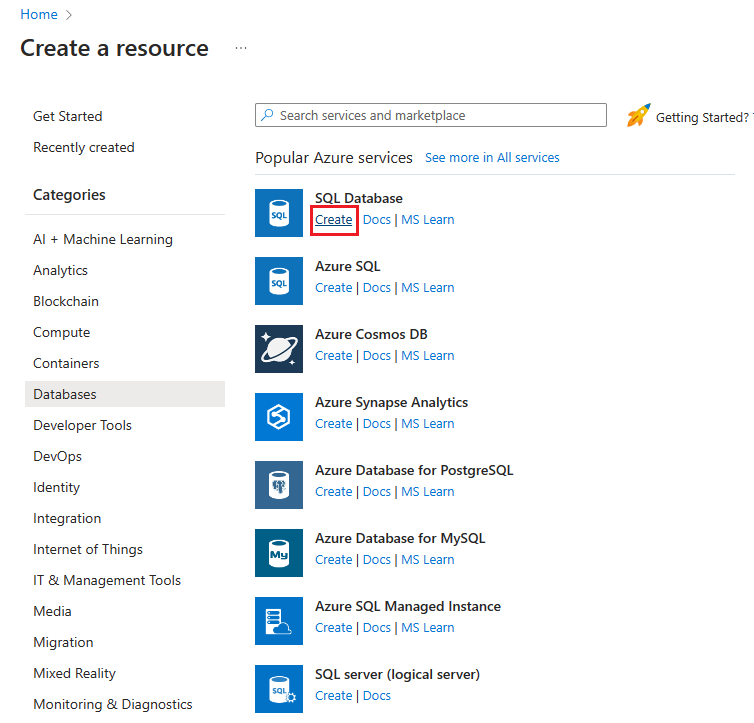 Home >
Create a resource ...
Get Started
Recently created
Categories
AI + Machine Learning
Analytics
Blockchain
Compute
Containers
Databases
Developer Tools
DevOps
Identity
Integration
Internet of Things
IT & Management Tools
Media
Migration
Mixed Reality
Monitoring & Diagnostics
Search services and marketplace
Getting Started?
Popular Azure services See more in All services
SQL
SQL Database
Create | Docs | MS Learn
SQL
Azure SQL
Create | Docs | MS Learn
Azure Cosmos DB
Create | Docs | MS Learn
Azure Synapse Analytics
Create | Docs | MS Learn
Azure Database for PostgreSQL
Create | Docs | MS Learn
My
Azure Database for MySQL
Create | Docs | MS Learn
Azure SQL Managed Instance
Create | Docs | MS Learn
SQL
SQL server (logical server)
Create | Docs